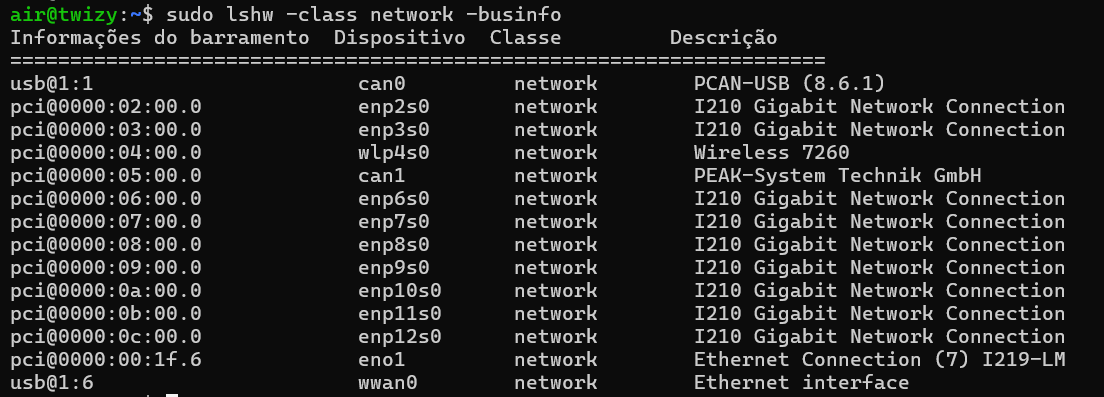 air@twizy:~$ sudo lshw -class network -businfo
Informações do barramento  Dispositivo  Classe         Descrição
====================================================================
usb@1:1                      can0         network        PCAN-USB (8.6.1)
pci@0000:02:00.0             enp2s0       network        I210 Gigabit Network Connection
pci@0000:03:00.0             enp3s0       network        I210 Gigabit Network Connection
pci@0000:04:00.0             wlp4s0       network        Wireless 7260
pci@0000:05:00.0             can1         network        PEAK-System Technik GmbH
pci@0000:06:00.0             enp6s0       network        I210 Gigabit Network Connection
pci@0000:07:00.0             enp7s0       network        I210 Gigabit Network Connection
pci@0000:08:00.0             enp8s0       network        I210 Gigabit Network Connection
pci@0000:09:00.0             enp9s0       network        I210 Gigabit Network Connection
pci@0000:0a:00.0             enp10s0      network        I210 Gigabit Network Connection
pci@0000:0b:00.0             enp11s0      network        I210 Gigabit Network Connection
pci@0000:0c:00.0             enp12s0      network        I210 Gigabit Network Connection
pci@0000:00:1f.6             eno1         network        Ethernet Connection (7) I219-LM
usb@1:6                      wwan0        network        Ethernet interface